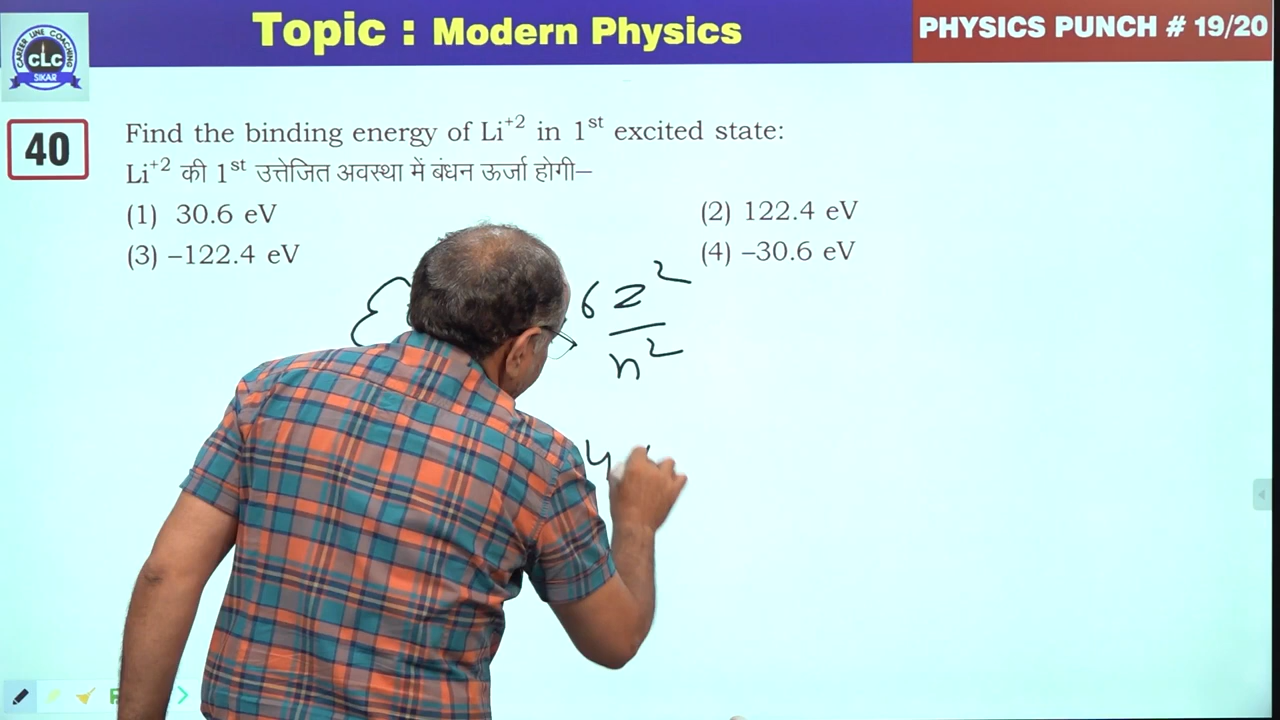 Topic : Modern Physics
PHYSICS PUNCH # 19/20
CAREER LINE COACHING
CLC
SIKAR
40
Find the binding energy of Li⁺² in 1ˢᵗ excited state:
Li⁺² की 1ˢᵗ उत्तेजित अवस्था में बंधन ऊर्जा होगी–
(1) 30.6 eV
(2) 122.4 eV
(3) –122.4 eV
(4) –30.6 eV
6 z²
n²
4